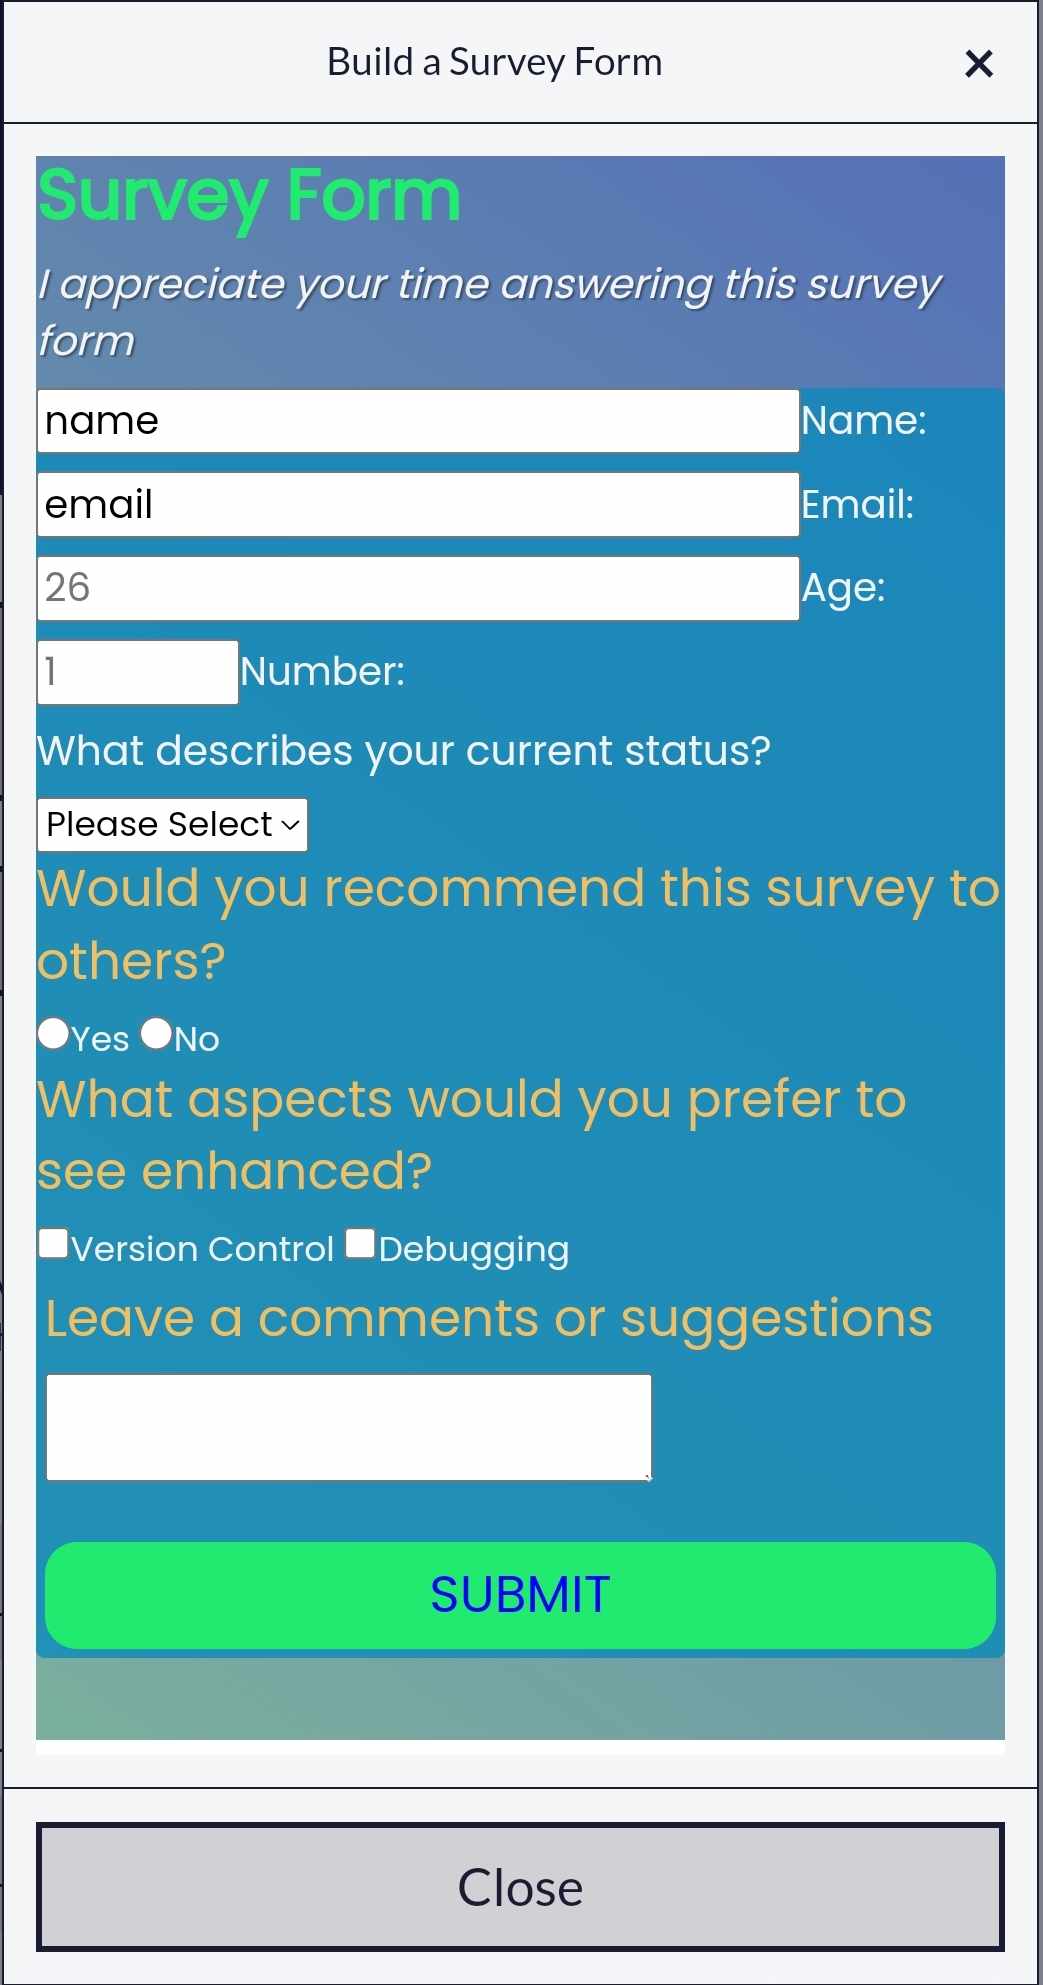 Build a Survey Form
Survey Form
I appreciate your time answering this survey
form
name Name:
email Email:
26 Age:
1 Number:
What describes your current status?
Please Select
Would you recommend this survey to
others?
Yes No
What aspects would you prefer to
see enhanced?
Version Control Debugging
Leave a comments or suggestions
SUBMIT
Close